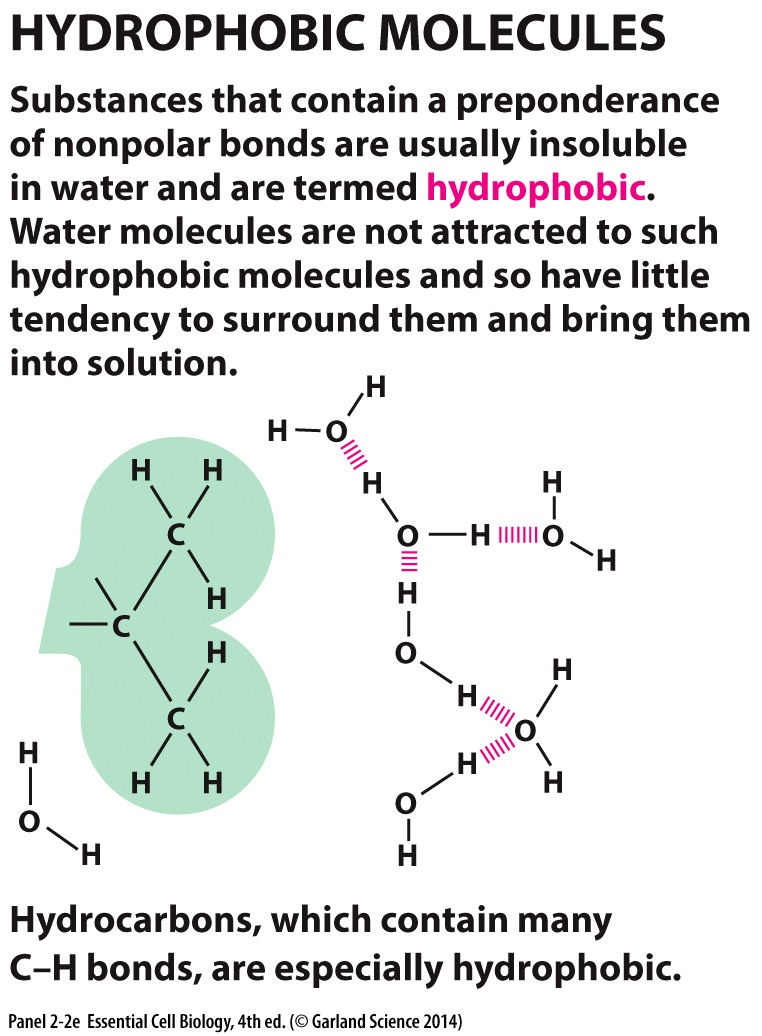 HYDROPHOBIC MOLECULES
Substances that contain a preponderance
of nonpolar bonds are usually insoluble
in water and are termed hydrophobic.
Water molecules are not attracted to such
hydrophobic molecules and so have little
tendency to surround them and bring them
into solution.
H
H O
H
H H
H
C
O H O
H
H
H
C
H
O
H
H
H
C
O
H
H
H
H H
H
O
O
H
H
Hydrocarbons, which contain many
C–H bonds, are especially hydrophobic.
Panel 2-2e Essential Cell Biology, 4th ed. (© Garland Science 2014)